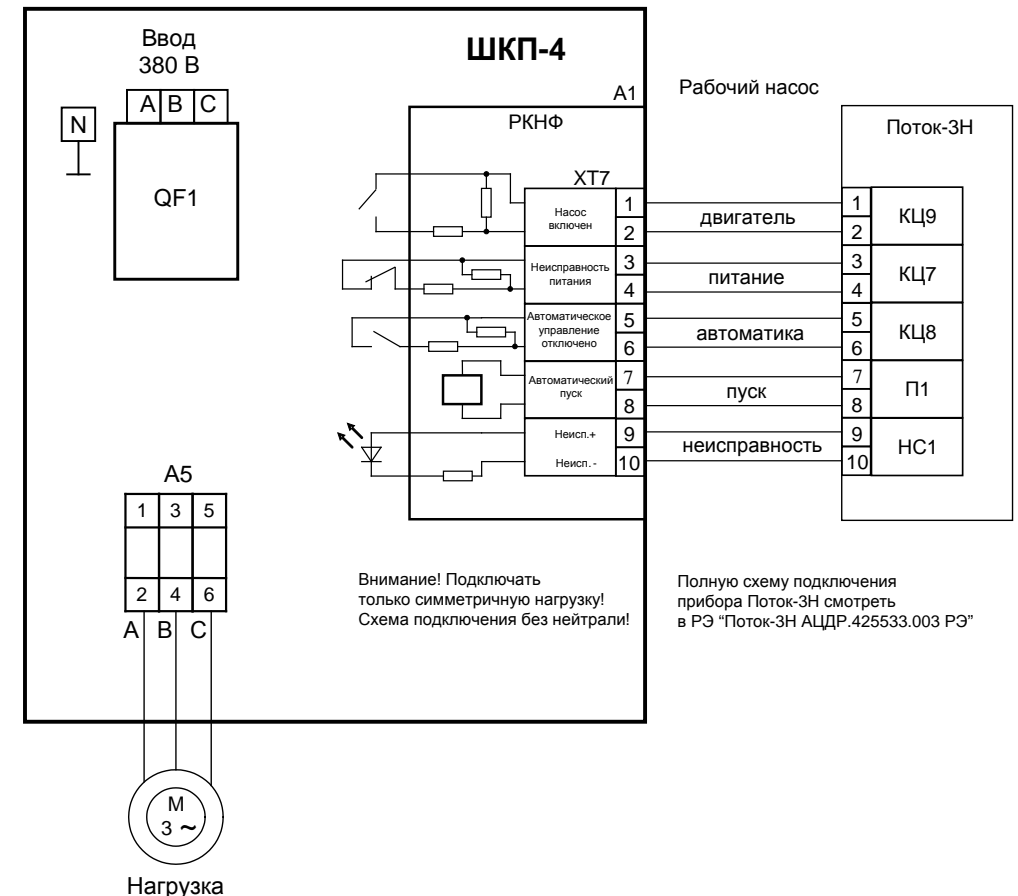 ШКП-4
Ввод
380 В
A B C
N
QF1
A1
РКНФ
XT7
Насос
включен
1
2
Неисправность
питания
3
4
Автоматическое
управление
отключено
5
6
Автоматический
пуск
7
8
Неисп.+
9
Неисп. -
10
Рабочий насос
двигатель
питание
автоматика
пуск
неисправность
Поток-3Н
1
2
КЦ9
3
4
КЦ7
5
6
КЦ8
7
8
П1
9
10
НС1
A5
1 3 5
2 4 6
A B C
Внимание! Подключать
только симметричную нагрузку!
Схема подключения без нейтрали!
Полную схему подключения
прибора Поток-3Н смотреть
в РЭ “Поток-3Н АЦДР.425533.003 РЭ”
М
3 ~
Нагрузка